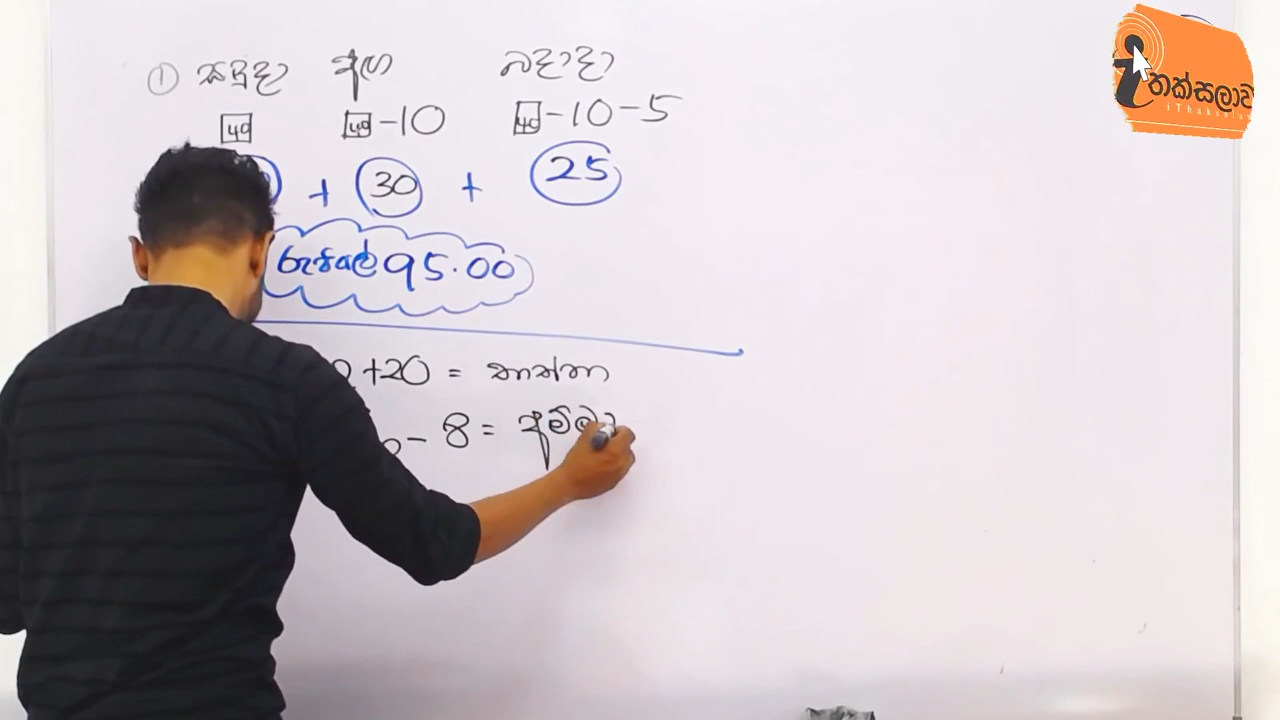 ① සඳුදා අඟ බදාදා
40 40-10 40-10-5
+ 30 + 25
රුපියල් 95.00
+20 = තාත්තා
- 8 = අම්මා
තක්සලාව
iThaksalawa